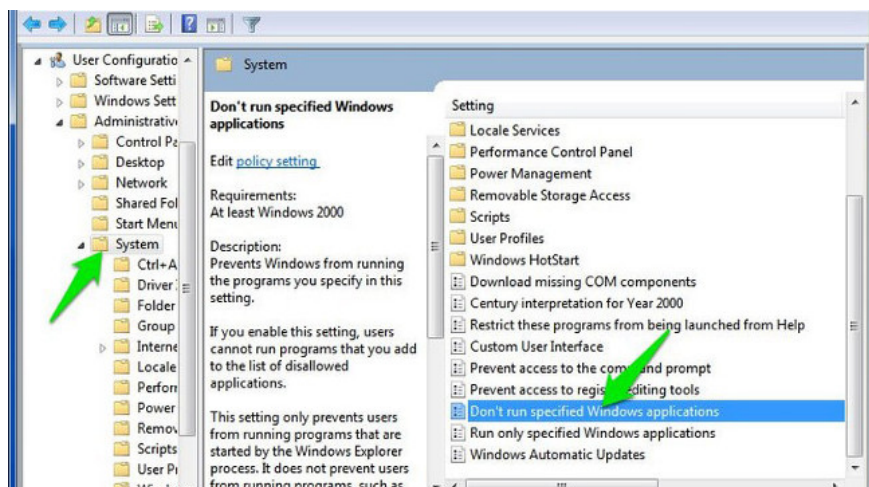 User Configuratio
Software Setti
Windows Sett
Administrativ
Control Pa
Desktop
Network
Shared Fol
Start Menu
System
Ctrl+A
Driver
Folder
Group
Interne
Locale
Perforr
Power
Remov
Scripts
User Pr
System
Don't run specified Windows
applications
Edit policy setting
Requirements:
At least Windows 2000
Description:
Prevents Windows from running
the programs you specify in this
setting.
If you enable this setting, users
cannot run programs that you add
to the list of disallowed
applications.
This setting only prevents users
from running programs that are
started by the Windows Explorer
process. It does not prevent users
from running programs, such as
Setting
Locale Services
Performance Control Panel
Power Management
Removable Storage Access
Scripts
User Profiles
Windows HotStart
Download missing COM components
Century interpretation for Year 2000
Restrict these programs from being launched from Help
Custom User Interface
Prevent access to the command prompt
Prevent access to registry editing tools
Don't run specified Windows applications
Run only specified Windows applications
Windows Automatic Updates